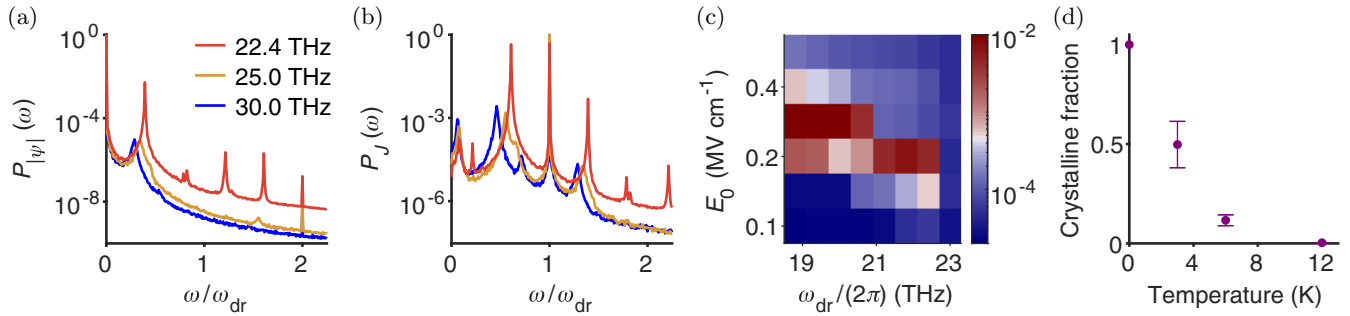 (a)
10^0
10^-4
10^-8
P_|ψ| (ω)
22.4 THz
25.0 THz
30.0 THz
0
1
2
ω/ω_dr
(b)
10^0
10^-3
10^-6
P_J (ω)
0
1
2
ω/ω_dr
(c)
0.4
0.2
0.1
E_0 (MV cm^-1)
19
21
23
ω_dr/(2π) (THz)
10^-2
10^-4
(d)
1
0.5
0
Crystalline fraction
0
4
8
12
Temperature (K)